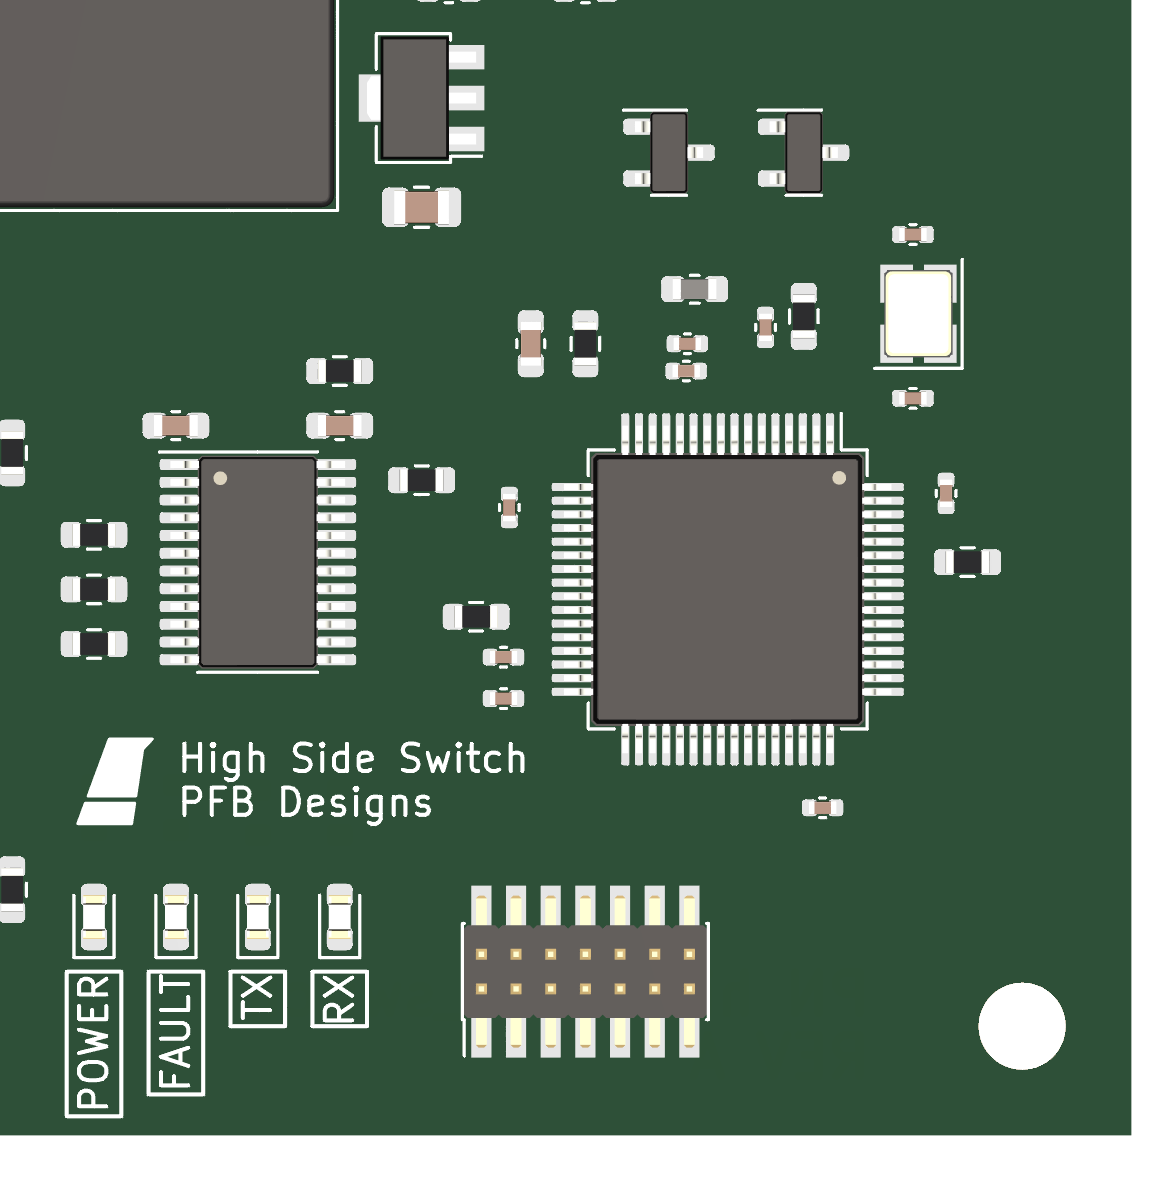 High Side Switch
PFB Designs
POWER
FAULT
TX
RX